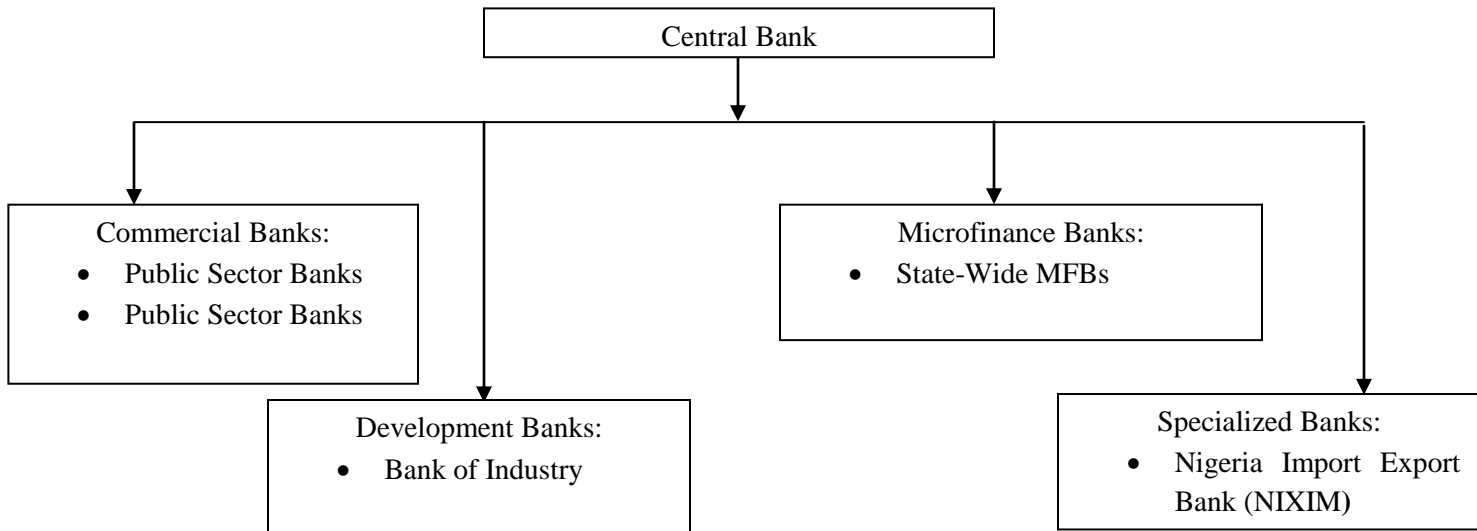 Central Bank
Commercial Banks:
• Public Sector Banks
• Public Sector Banks
Microfinance Banks:
• State-Wide MFBs
Development Banks:
• Bank of Industry
Specialized Banks:
• Nigeria Import Export
Bank (NIXIM)